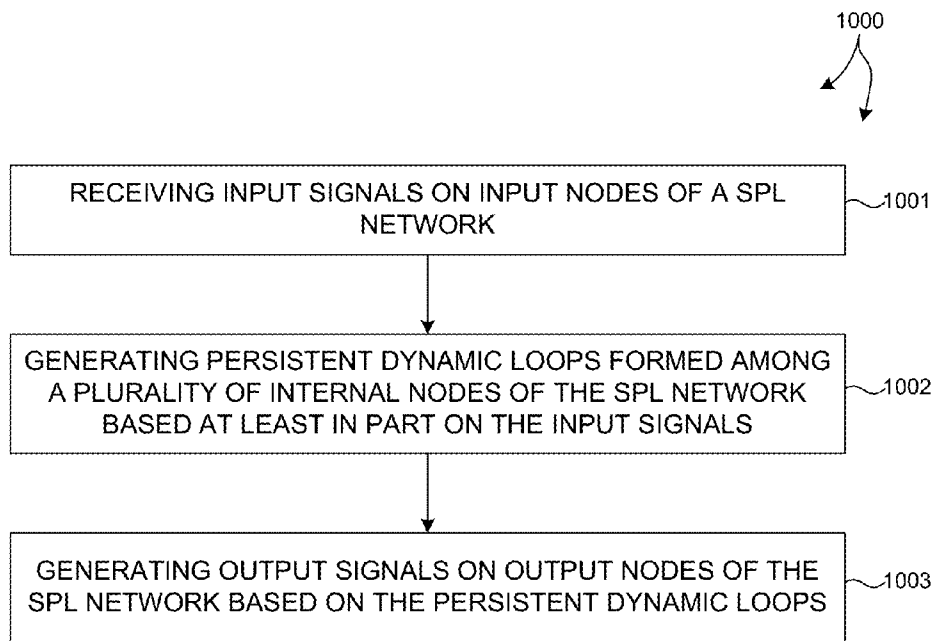 1000
RECEIVING INPUT SIGNALS ON INPUT NODES OF A SPL
NETWORK
1001
GENERATING PERSISTENT DYNAMIC LOOPS FORMED AMONG
A PLURALITY OF INTERNAL NODES OF THE SPL NETWORK
BASED AT LEAST IN PART ON THE INPUT SIGNALS
1002
GENERATING OUTPUT SIGNALS ON OUTPUT NODES OF THE
SPL NETWORK BASED ON THE PERSISTENT DYNAMIC LOOPS
1003